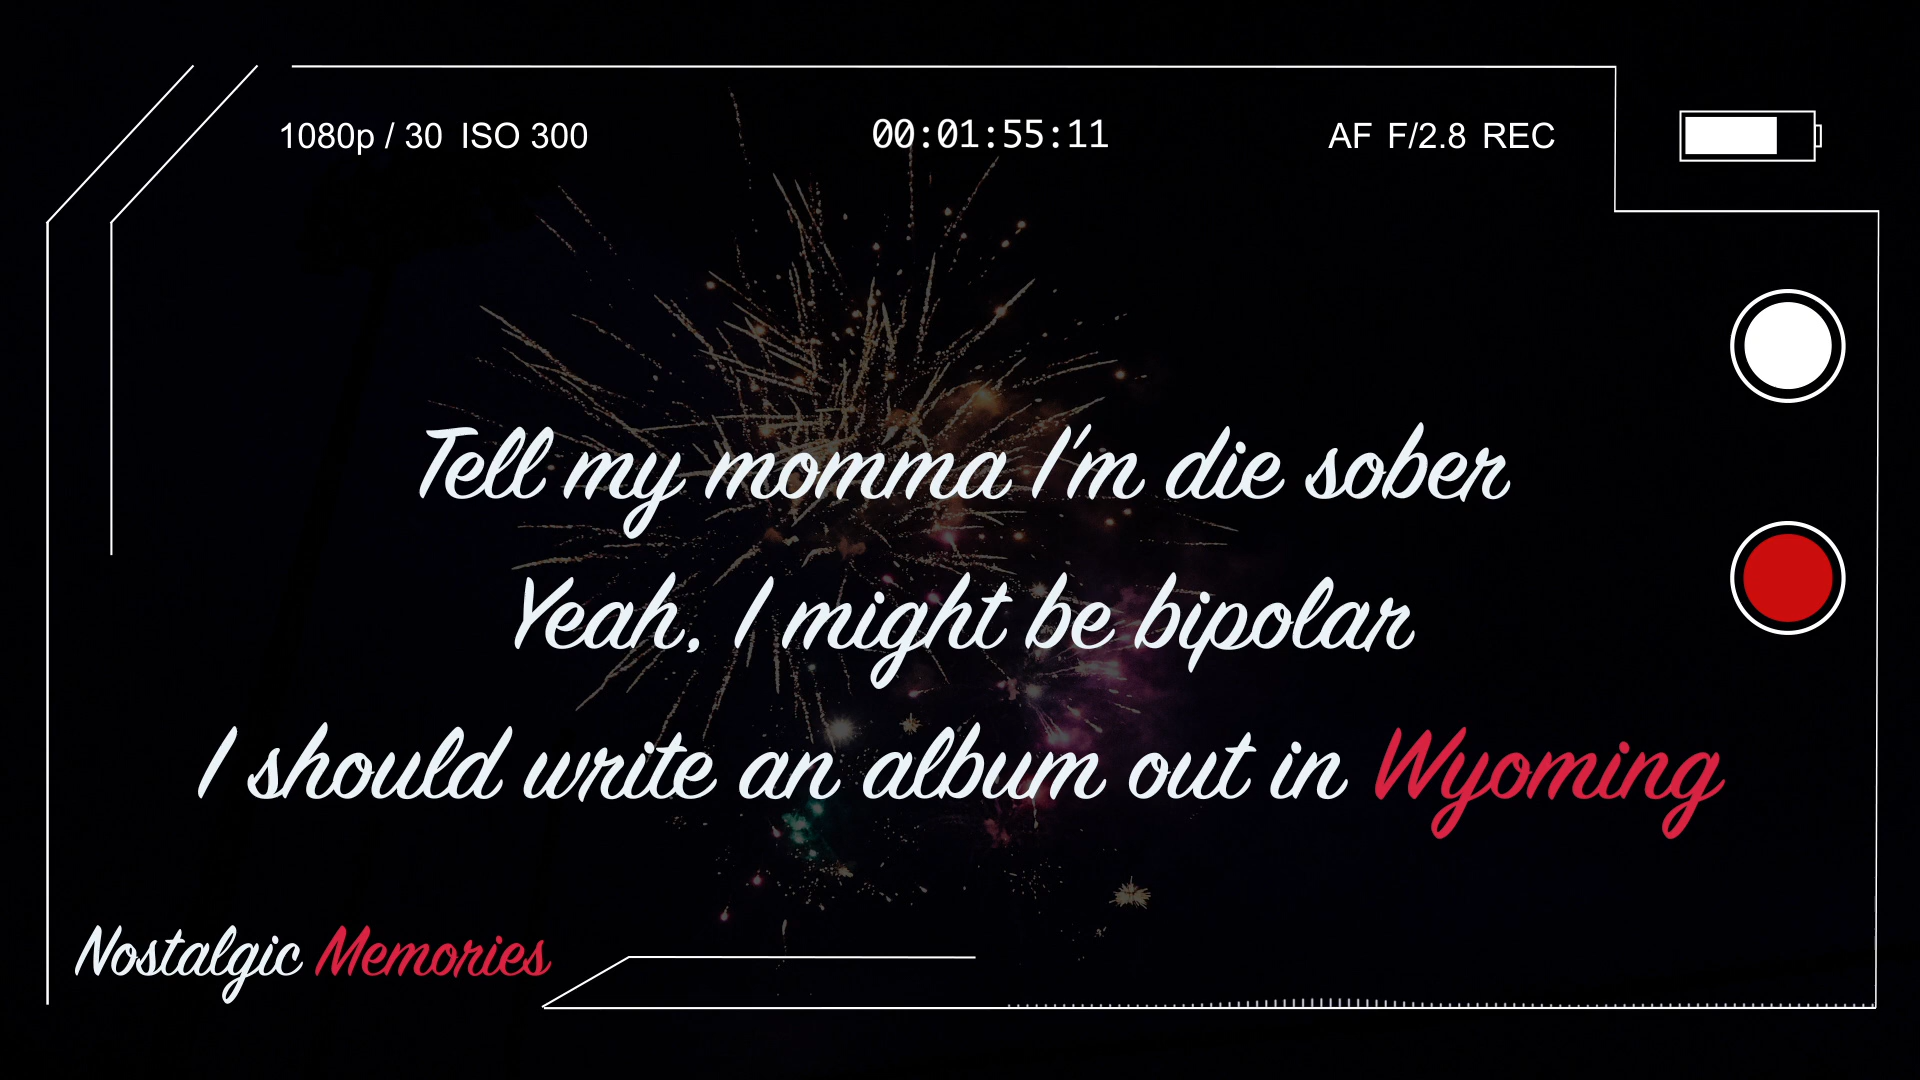 1080p / 30 ISO 300
00:01:55:11
AF F/2.8 REC
Tell my momma I'm die sober
Yeah, I might be bipolar
I should write an album out in Wyoming
Nostalgic Memories